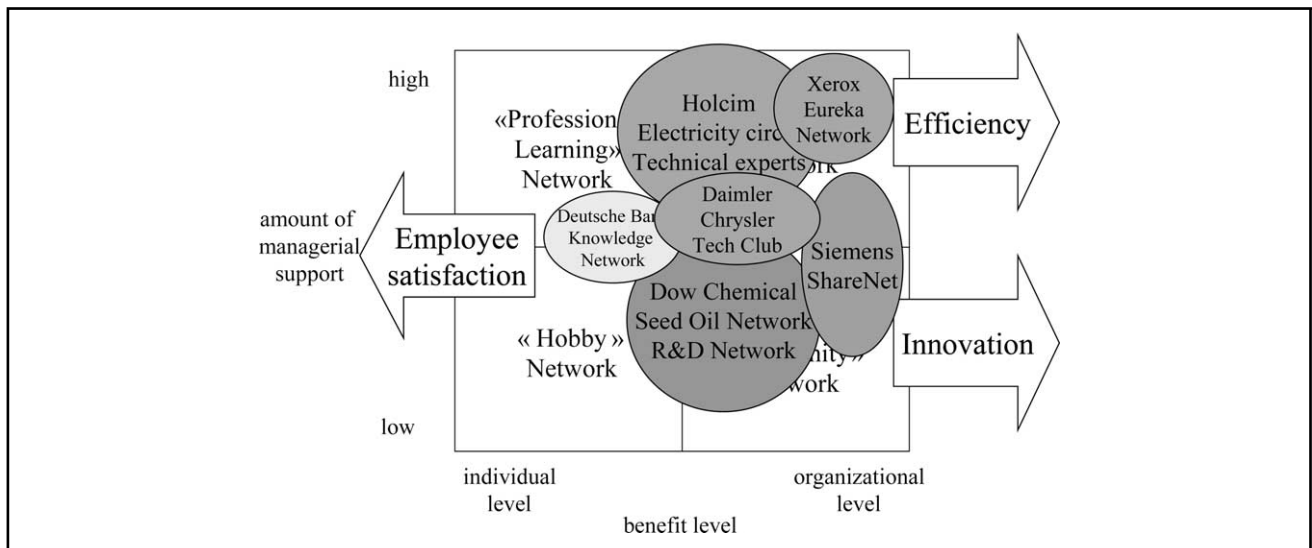 high
«Profession
Learning»
Network
Holcim
Electricity circ
Technical experts
Xerox
Eureka
Network
Efficiency
amount of
managerial
support
Employee
satisfaction
Deutsche Ban
Knowledge
Network
Daimler
Chrysler
Tech Club
Siemens
ShareNet
Dow Chemical
Seed Oil Network
R&D Network
« Hobby »
Network
Innovation
low
individual
level
organizational
level
benefit level